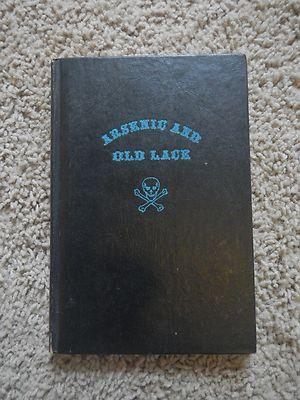 ARSENIC AND
OLD LACE